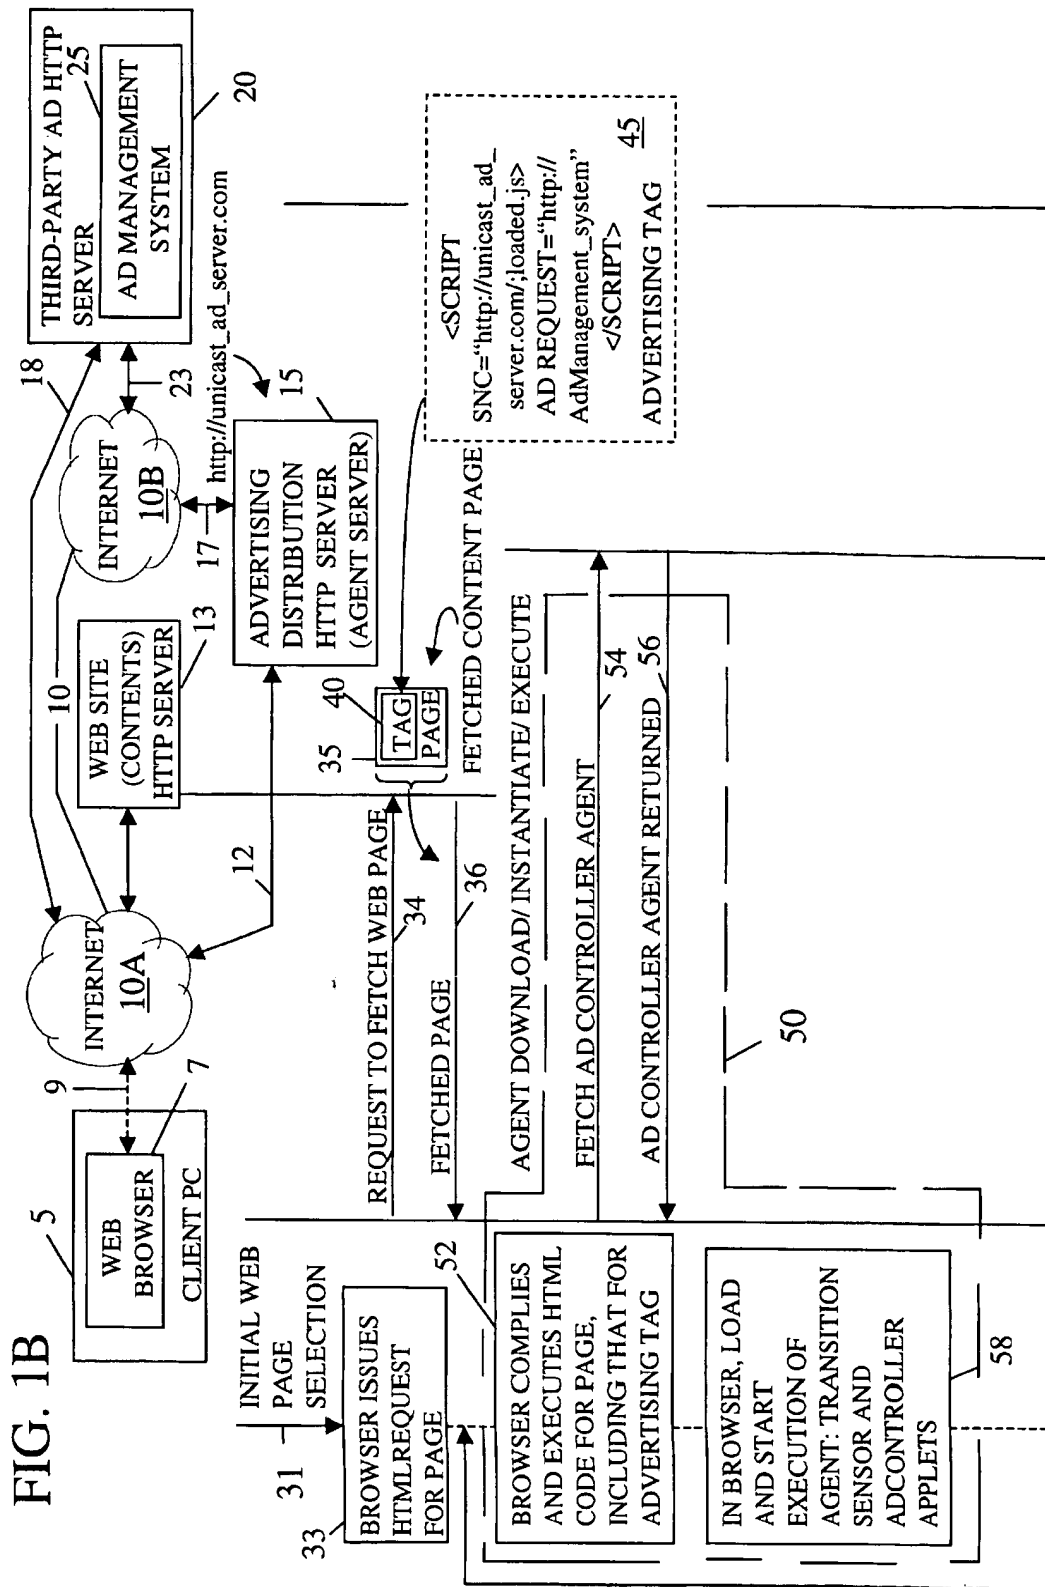 FIG. 1B
5
WEB
BROWSER
CLIENT PC
7
9
INTERNET
10A
10
WEB SITE
(CONTENTS)
HTTP SERVER
13
12
INTERNET
10B
17
18
23
THIRD-PARTY AD HTTP
SERVER
25
AD MANAGEMENT
SYSTEM
20
http://unicast_ad_server.com
ADVERTISING
DISTRIBUTION
HTTP SERVER
(AGENT SERVER)
15
INITIAL WEB
PAGE
SELECTION
31
33
BROWSER ISSUES
HTMLREQUEST
FOR PAGE
REQUEST TO FETCH WEB PAGE
34
FETCHED PAGE
36
35
40
TAG
PAGE
FETCHED CONTENT PAGE
<SCRIPT
SNC="http://unicast_ad_
server.com/;loaded.js>
AD REQUEST="http://
AdManagement_system"
</SCRIPT>
45
ADVERTISING TAG
52
BROWSER COMPLIES
AND EXECUTES HTML
CODE FOR PAGE,
INCLUDING THAT FOR
ADVERTISING TAG
AGENT DOWNLOAD/ INSTANTIATE/ EXECUTE
FETCH AD CONTROLLER AGENT
54
AD CONTROLLER AGENT RETURNED
56
50
IN BROWSER, LOAD
AND START
EXECUTION OF
AGENT: TRANSITION
SENSOR AND
ADCONTROLLER
APPLETS
58